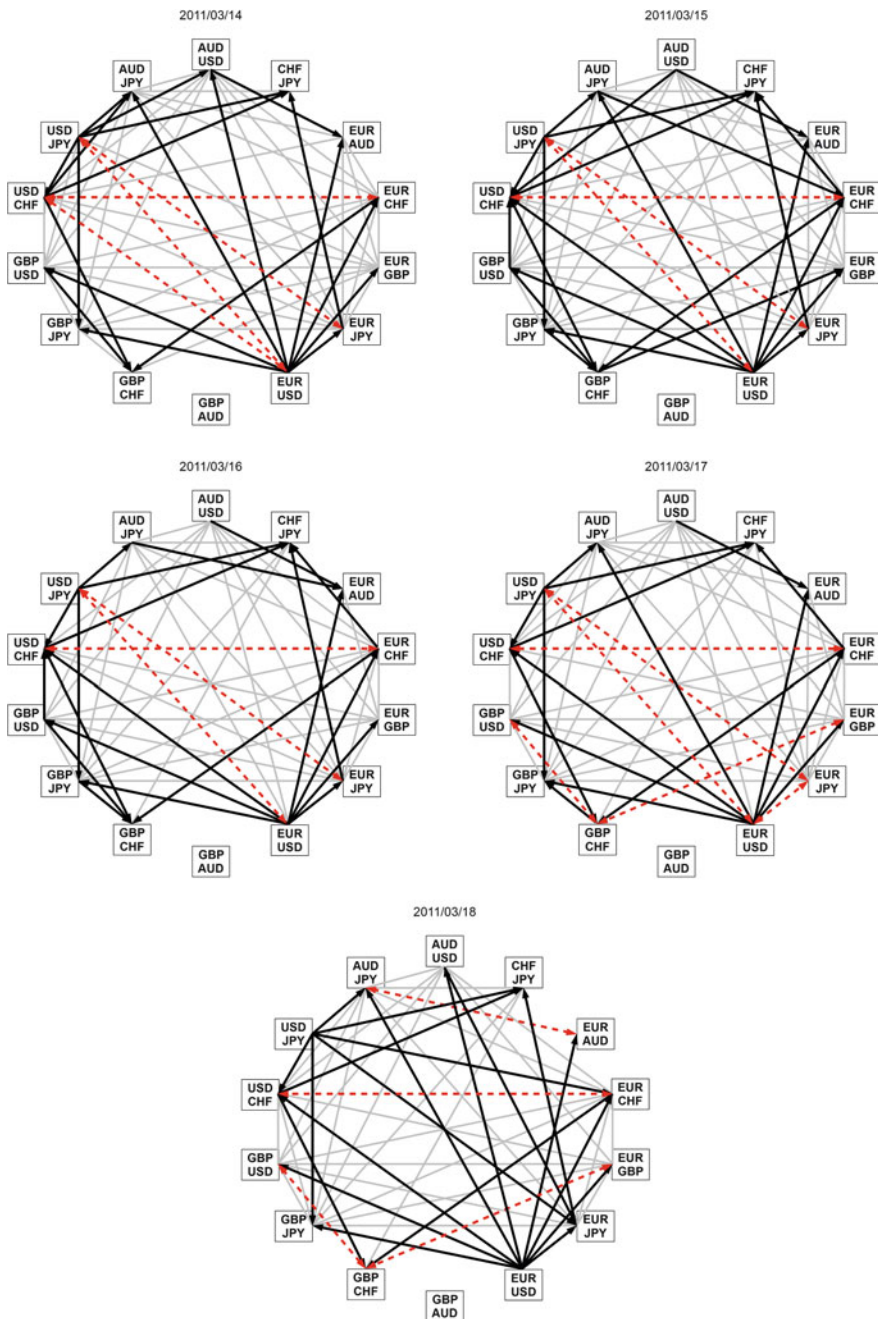 2011/03/14
AUD
USD
AUD
JPY
CHF
JPY
USD
JPY
EUR
AUD
USD
CHF
EUR
CHF
GBP
USD
EUR
GBP
GBP
JPY
EUR
JPY
GBP
CHF
EUR
USD
GBP
AUD
2011/03/15
AUD
USD
AUD
JPY
CHF
JPY
USD
JPY
EUR
AUD
USD
CHF
EUR
CHF
GBP
USD
EUR
GBP
GBP
JPY
EUR
JPY
GBP
CHF
EUR
USD
GBP
AUD
2011/03/16
AUD
USD
AUD
JPY
CHF
JPY
USD
JPY
EUR
AUD
USD
CHF
EUR
CHF
GBP
USD
EUR
GBP
GBP
JPY
EUR
JPY
GBP
CHF
EUR
USD
GBP
AUD
2011/03/17
AUD
USD
AUD
JPY
CHF
JPY
USD
JPY
EUR
AUD
USD
CHF
EUR
CHF
GBP
USD
EUR
GBP
GBP
JPY
EUR
JPY
GBP
CHF
EUR
USD
GBP
AUD
2011/03/18
AUD
USD
AUD
JPY
CHF
JPY
USD
JPY
EUR
AUD
USD
CHF
EUR
CHF
GBP
USD
EUR
GBP
GBP
JPY
EUR
JPY
GBP
CHF
EUR
USD
GBP
AUD